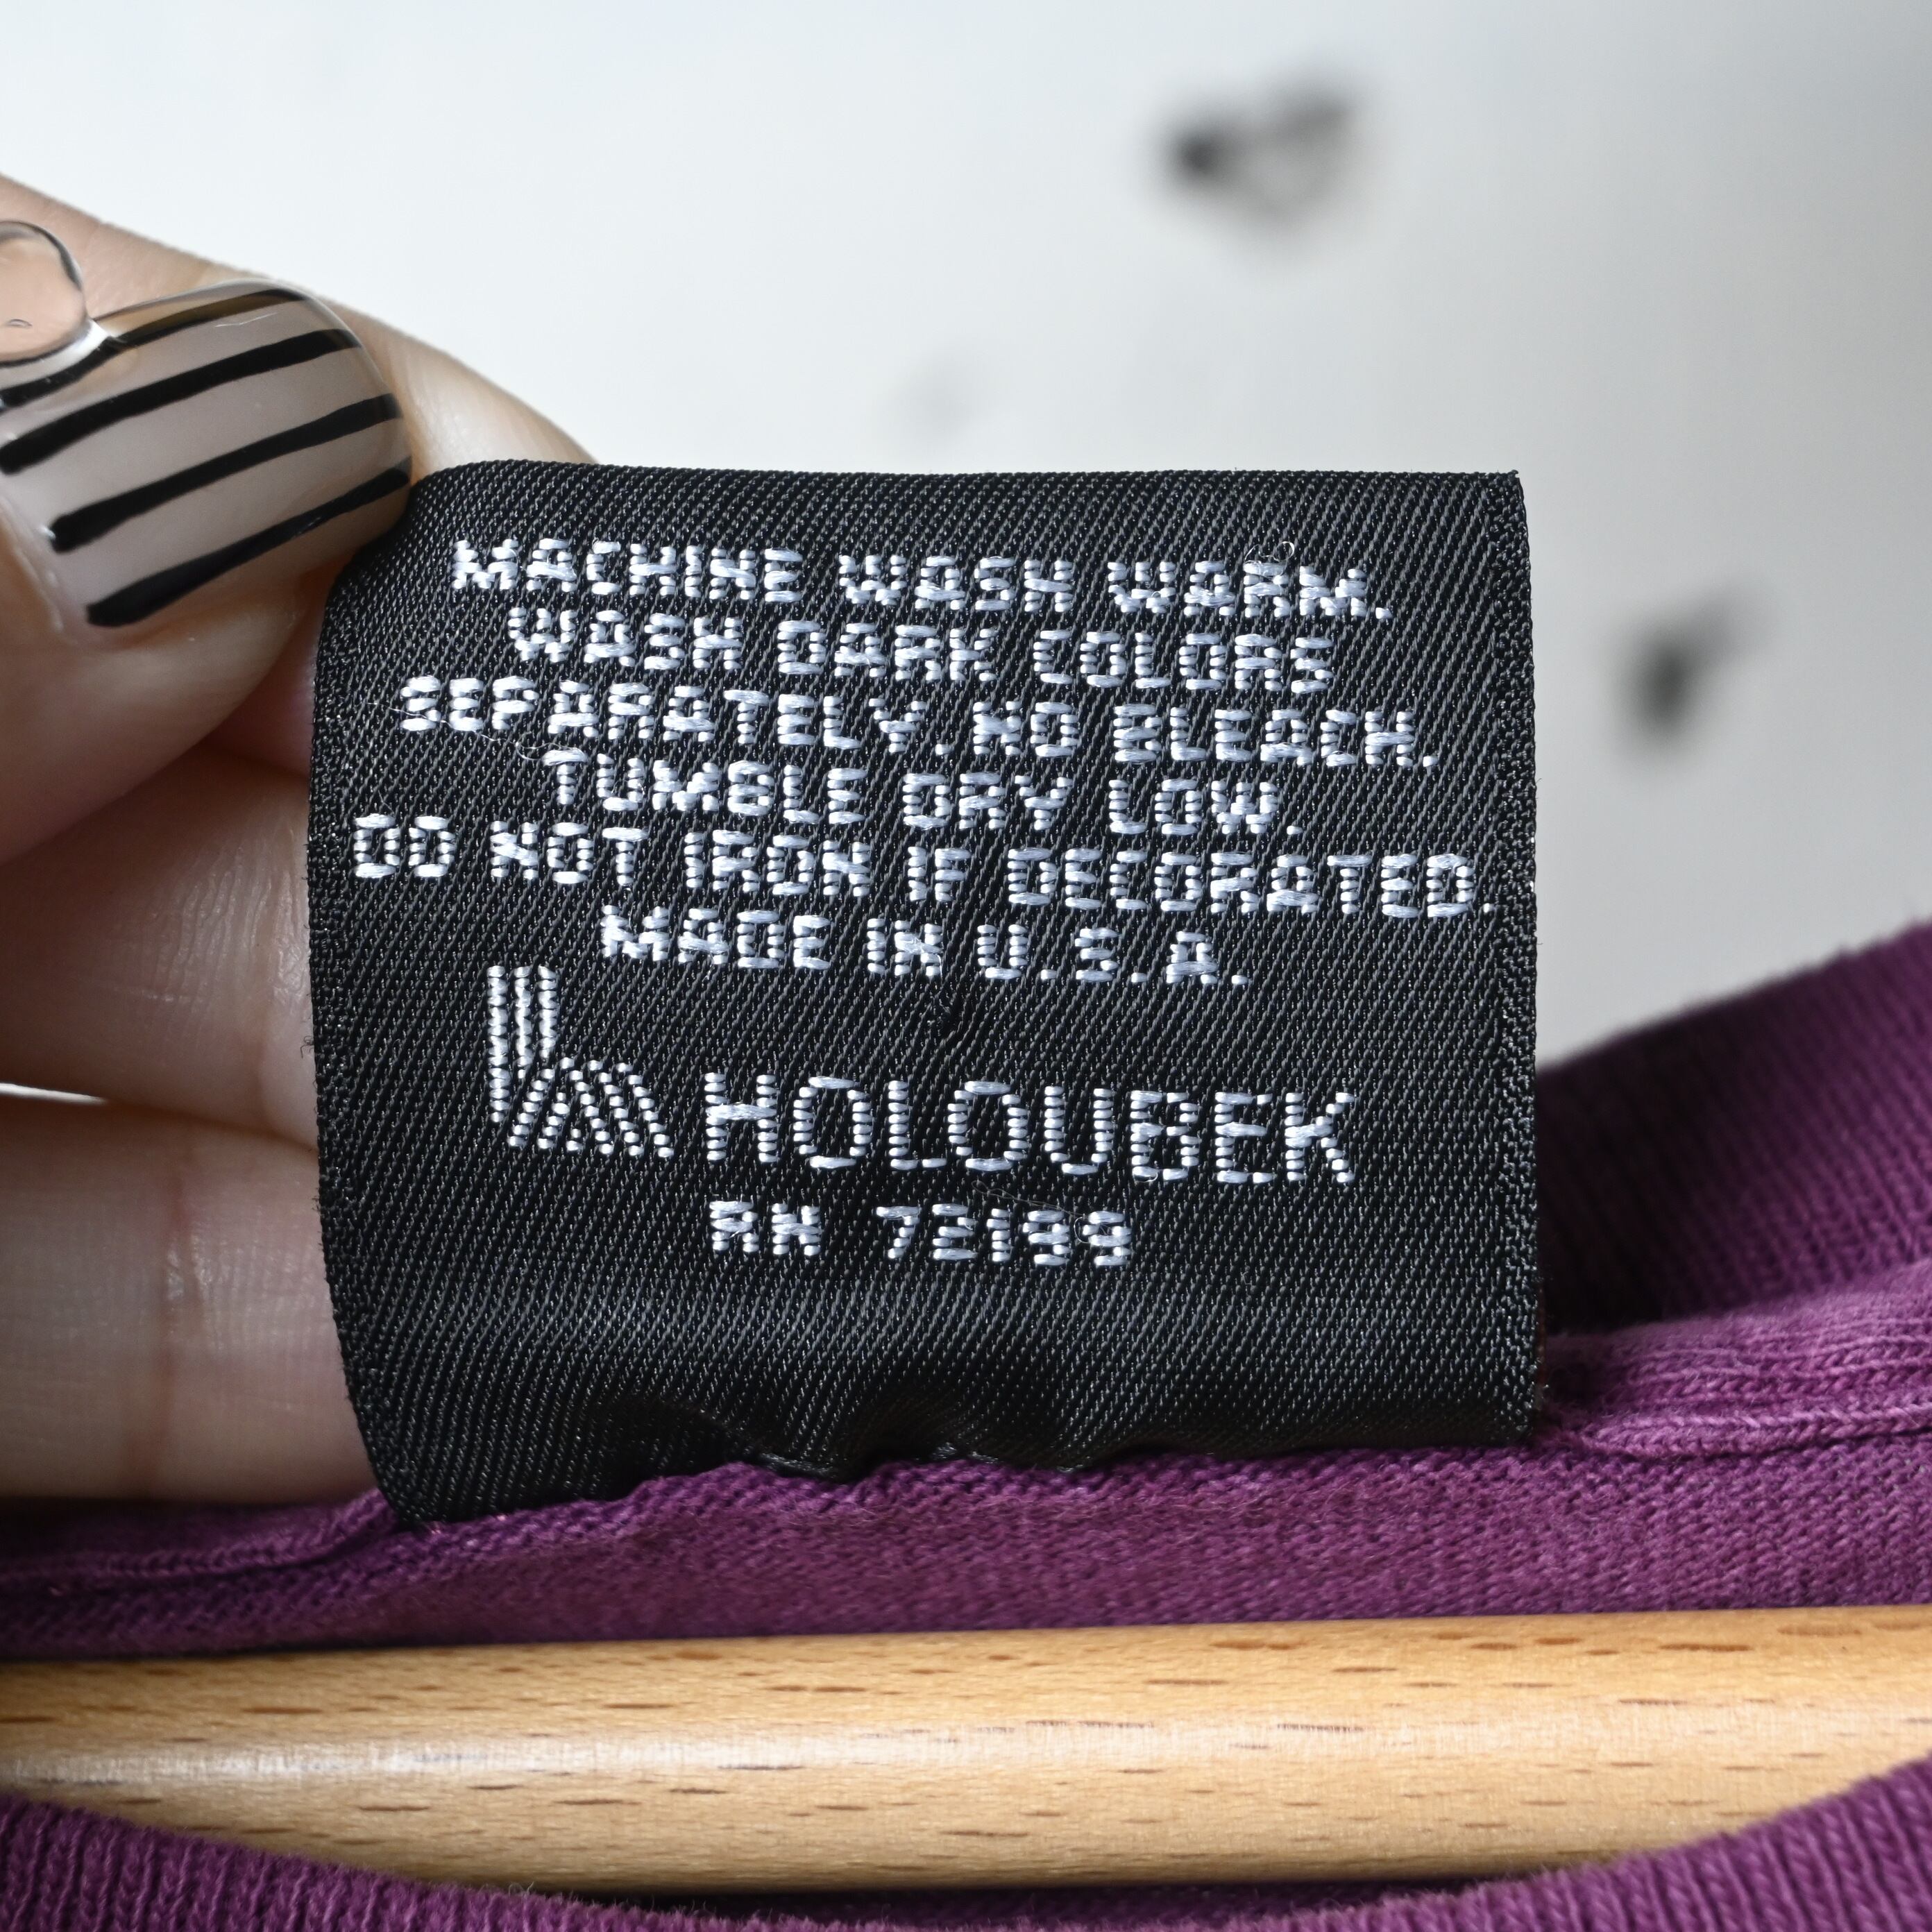 MACHINE WASH WARM.
WASH DARK COLORS
SEPARATELY. NO BLEACH.
TUMBLE DRY LOW.
DO NOT IRON IF DECORATED.
MADE IN U.S.A.
HOLOUBEK
RN 72199